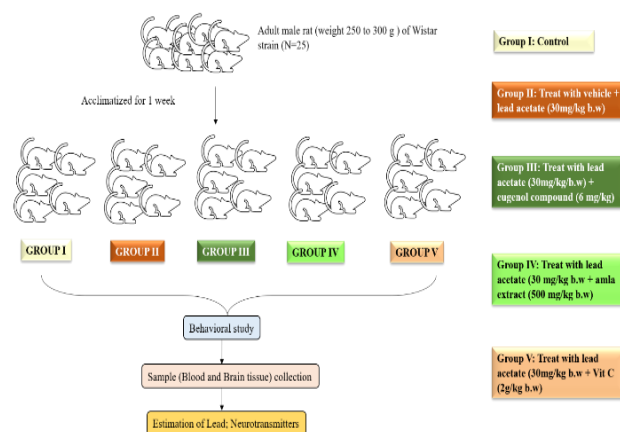 Adult male rat (weight 250 to 300 g ) of Wistar
strain (N=25)
Acclimatized for 1 week
GROUP I
GROUP II
GROUP III
GROUP IV
GROUP V
Behavioral study
Sample (Blood and Brain tissue) collection
Estimation of Lead; Neurotransmitters
Group I: Control
Group II: Treat with vehicle +
lead acetate (30mg/kg b.w)
Group III: Treat with lead
acetate (30mg/kg/b.w) +
eugenol compound (6 mg/kg)
Group IV: Treat with lead
acetate (30 mg/kg b.w + amla
extract (500 mg/kg b.w)
Group V: Treat with lead
acetate (30mg/kg b.w + Vit C
(2g/kg b.w)